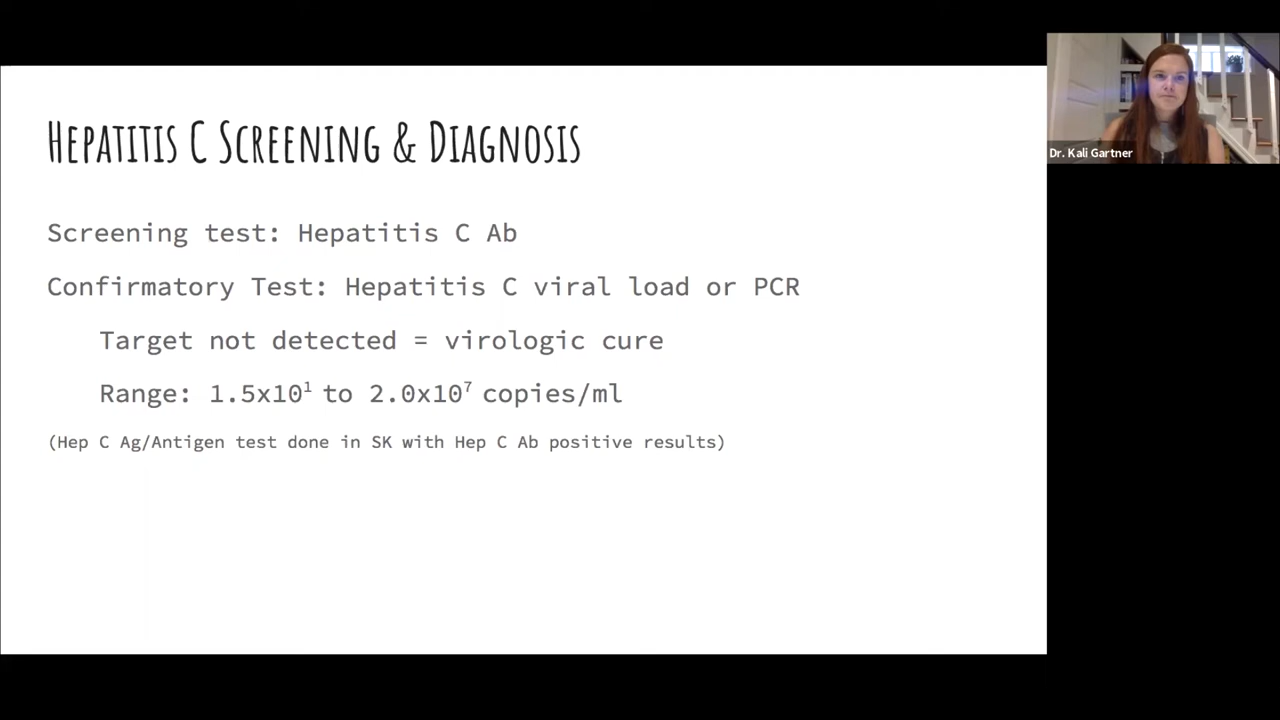 Hepatitis C Screening & Diagnosis
Screening test: Hepatitis C Ab
Confirmatory Test: Hepatitis C viral load or PCR
Target not detected = virologic cure
Range: 1.5x10¹ to 2.0x10⁷ copies/ml
(Hep C Ag/Antigen test done in SK with Hep C Ab positive results)
Dr. Kali Gartner